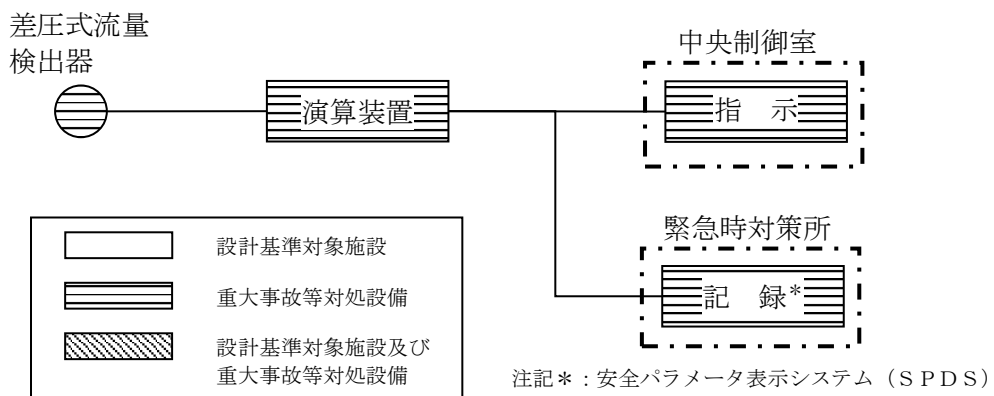 差圧式流量
検出器
演算装置
中央制御室
指　示
緊急時対策所
記　録*
設計基準対象施設
重大事故等対処設備
設計基準対象施設及び
重大事故等対処設備
注記＊：安全パラメータ表示システム（ＳＰＤＳ）